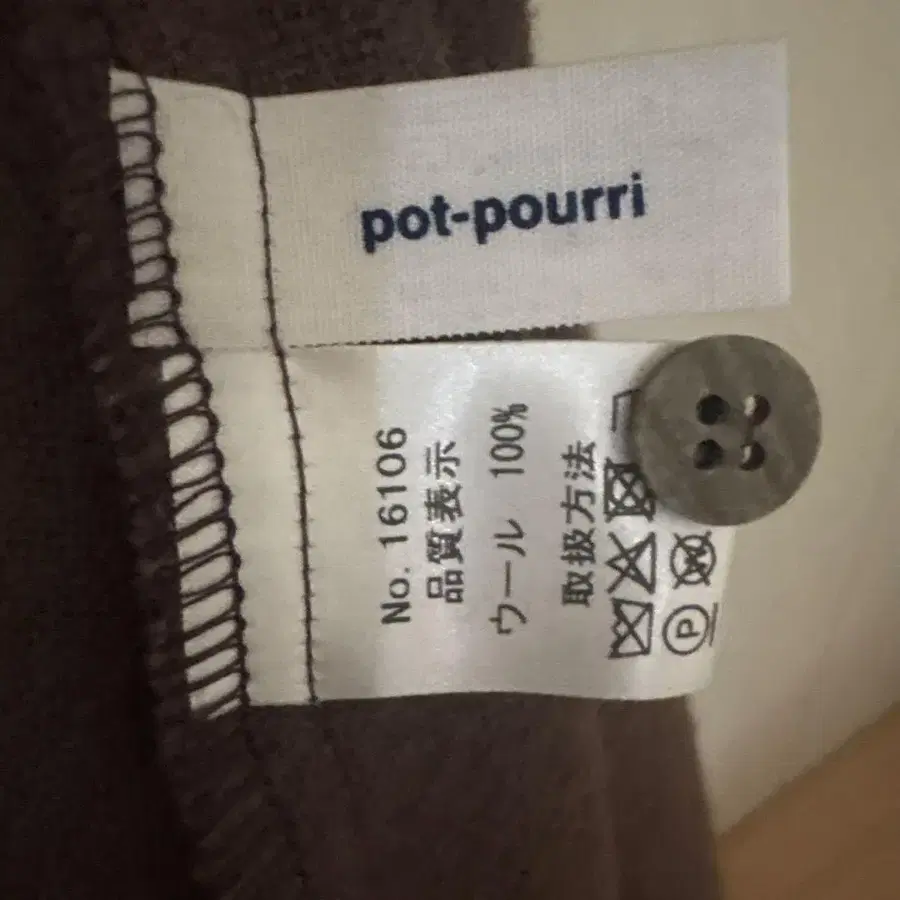 pot-pourri
No. 16106
品質表示
ウール 100%
取扱方法
P
W